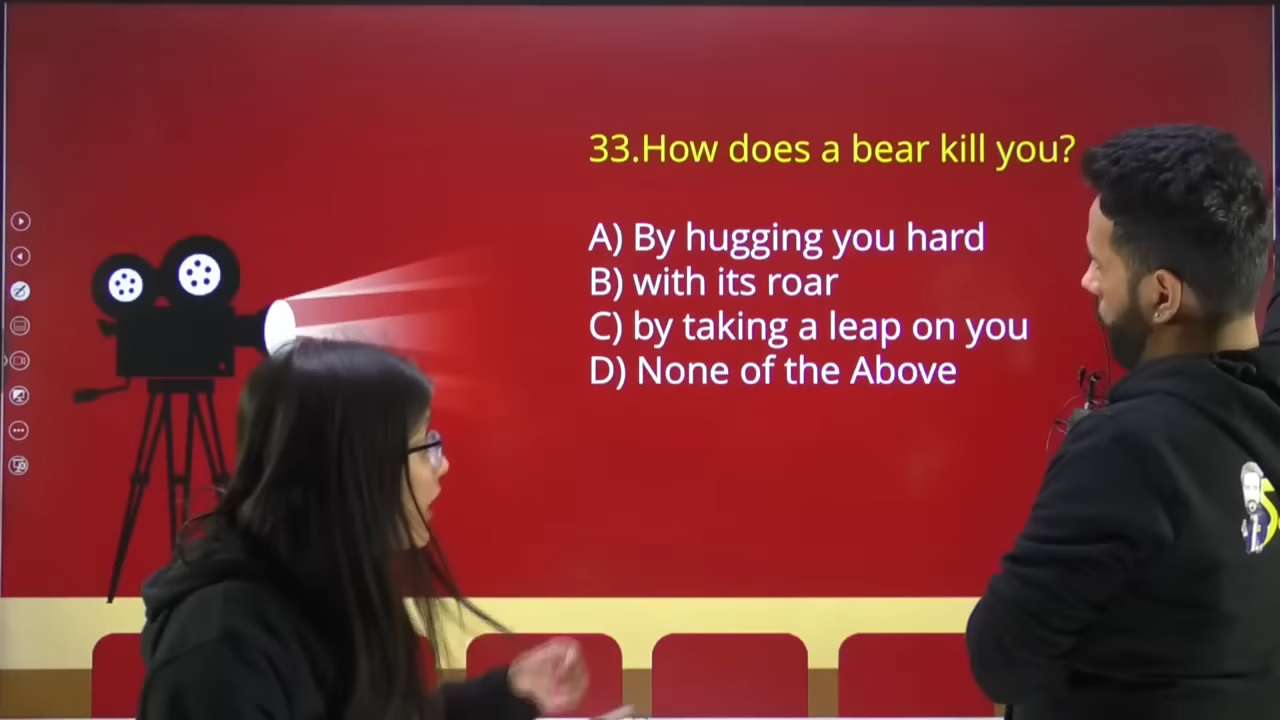 33.How does a bear kill you?
A) By hugging you hard
B) with its roar
C) by taking a leap on you
D) None of the Above